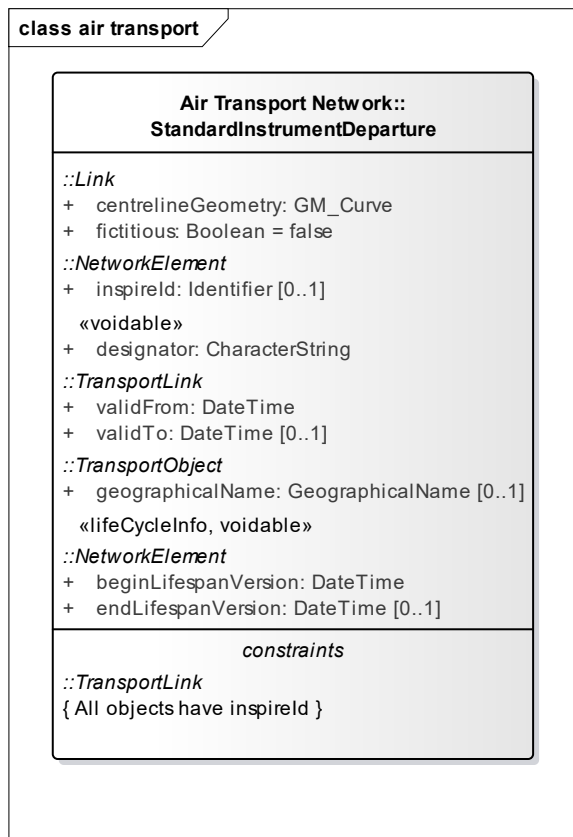 class air transport
Air Transport Network::
StandardInstrumentDeparture
::Link
+ centrelineGeometry: GM_Curve
+ fictitious: Boolean = false
::NetworkElement
+ inspireId: Identifier [0..1]
«voidable»
+ designator: CharacterString
::TransportLink
+ validFrom: DateTime
+ validTo: DateTime [0..1]
::TransportObject
+ geographicalName: GeographicalName [0..1]
«lifeCycleInfo, voidable»
::NetworkElement
+ beginLifespanVersion: DateTime
+ endLifespanVersion: DateTime [0..1]
constraints
::TransportLink
{ All objects have inspireId }